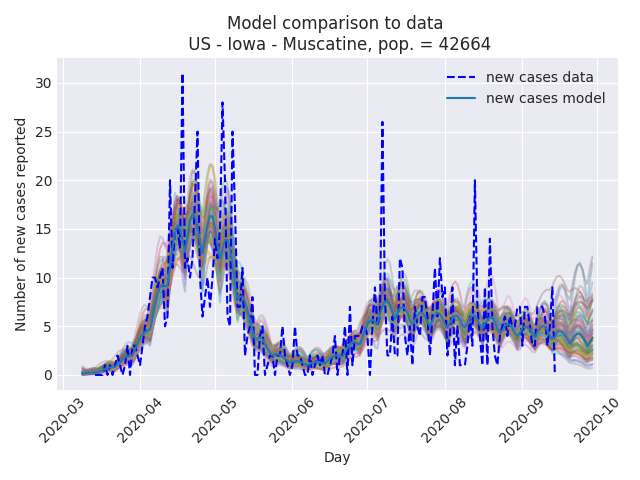 Model comparison to data
US - Iowa - Muscatine, pop. = 42664
new cases data
new cases model
Number of new cases reported
30
25
20
15
10
5
0
2020-03
2020-04
2020-05
2020-06
2020-07
2020-08
2020-09
2020-10
Day